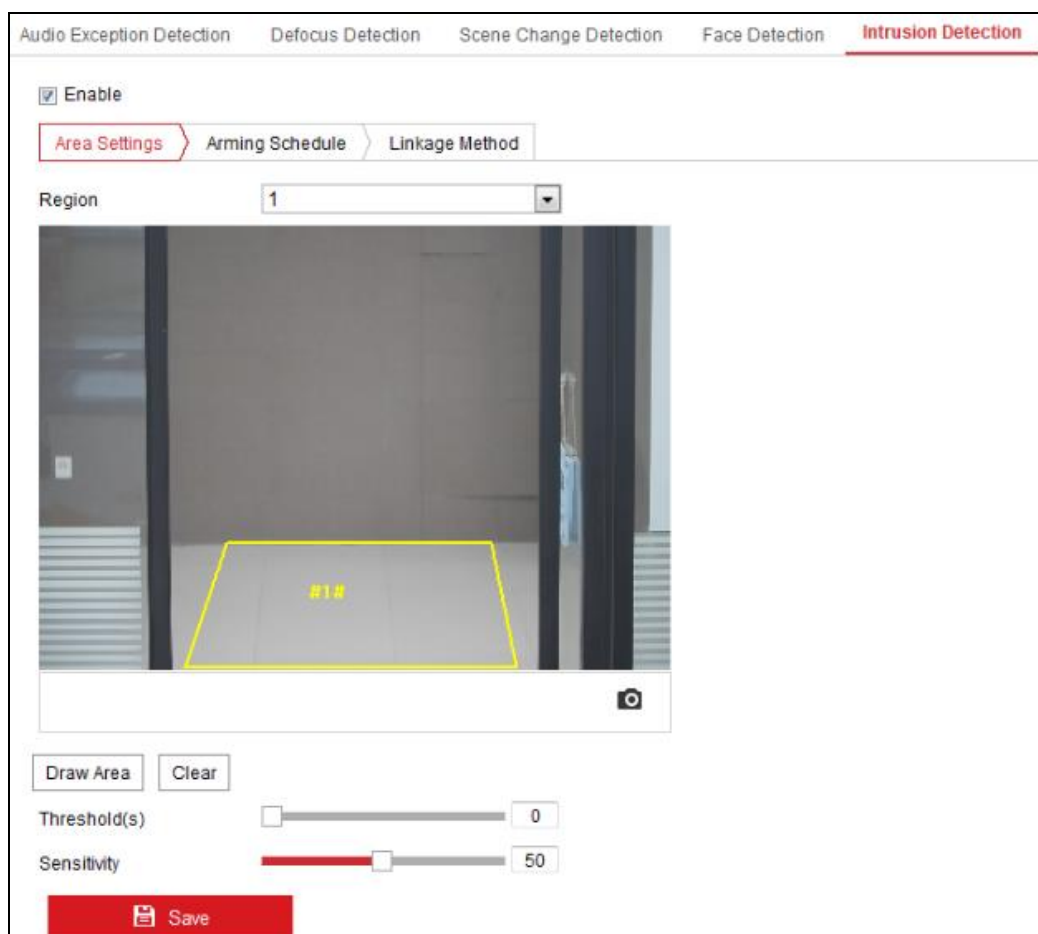 Audio Exception Detection Defocus Detection Scene Change Detection Face Detection Intrusion Detection
Enable
Area Settings Arming Schedule Linkage Method
Region 1
#1#
Draw Area Clear
Threshold(s) 0
Sensitivity 50
Save